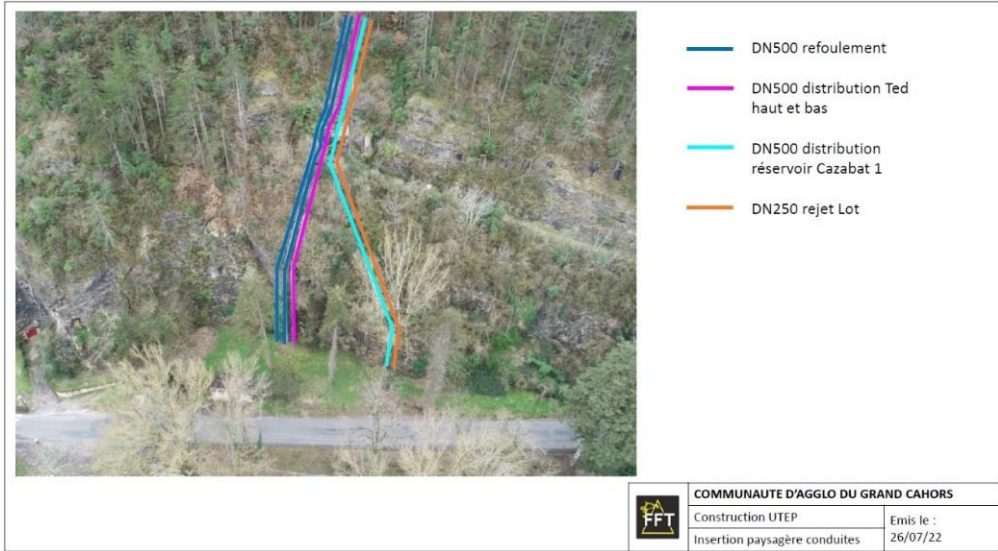 DN500 refoulement
DN500 distribution Ted
haut et bas
DN500 distribution
réservoir Cazabat 1
DN250 rejet Lot
FFT
COMMUNAUTE D'AGGLO DU GRAND CAHORS
Construction UTEP
Insertion paysagère conduites
Emis le :
26/07/22